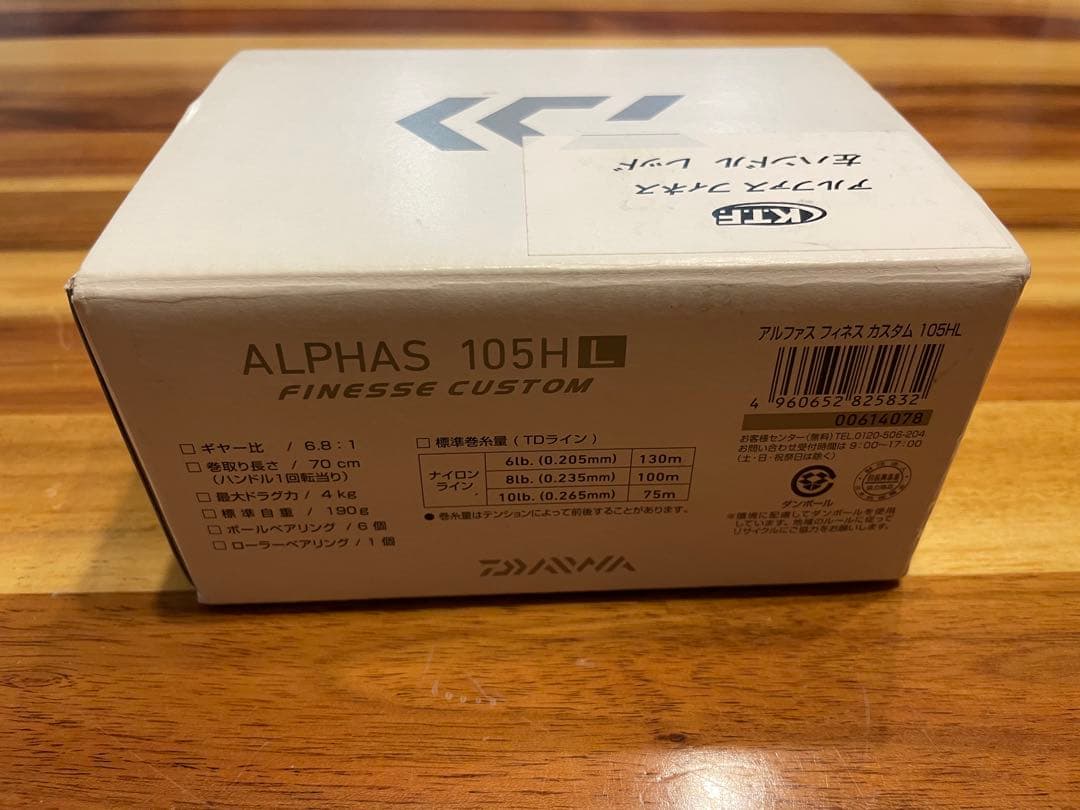 K.T.F.
アルファス フィネス
左ハンドル レッド
ALPHAS 105H L
FINESSE CUSTOM
□ ギヤー比 / 6.8:1
□ 巻取り長さ / 70cm
(ハンドル1回転当り)
□ 最大ドラグ力 / 4kg
□ 標準自重 / 190g
□ ボールベアリング / 6個
□ ローラーベアリング / 1個
□ 標準巻糸量 (TDライン)
ナイロンライン
6lb. (0.205mm) 130m
8lb. (0.235mm) 100m
10lb. (0.265mm) 75m
● 巻糸量はテンションによって前後することがあります。
DAIWA
アルファス フィネス カスタム 105HL
4 960652 825832
00614078
お客様センター(無料)TEL.0120-506-204
お問い合わせ受付時間は9:00~17:00
(土・日・祝祭日は除く)
ダンボール
※環境に配慮してダンボールを使用
しています。地域のルールに従って
リサイクルにご協力をお願いします。